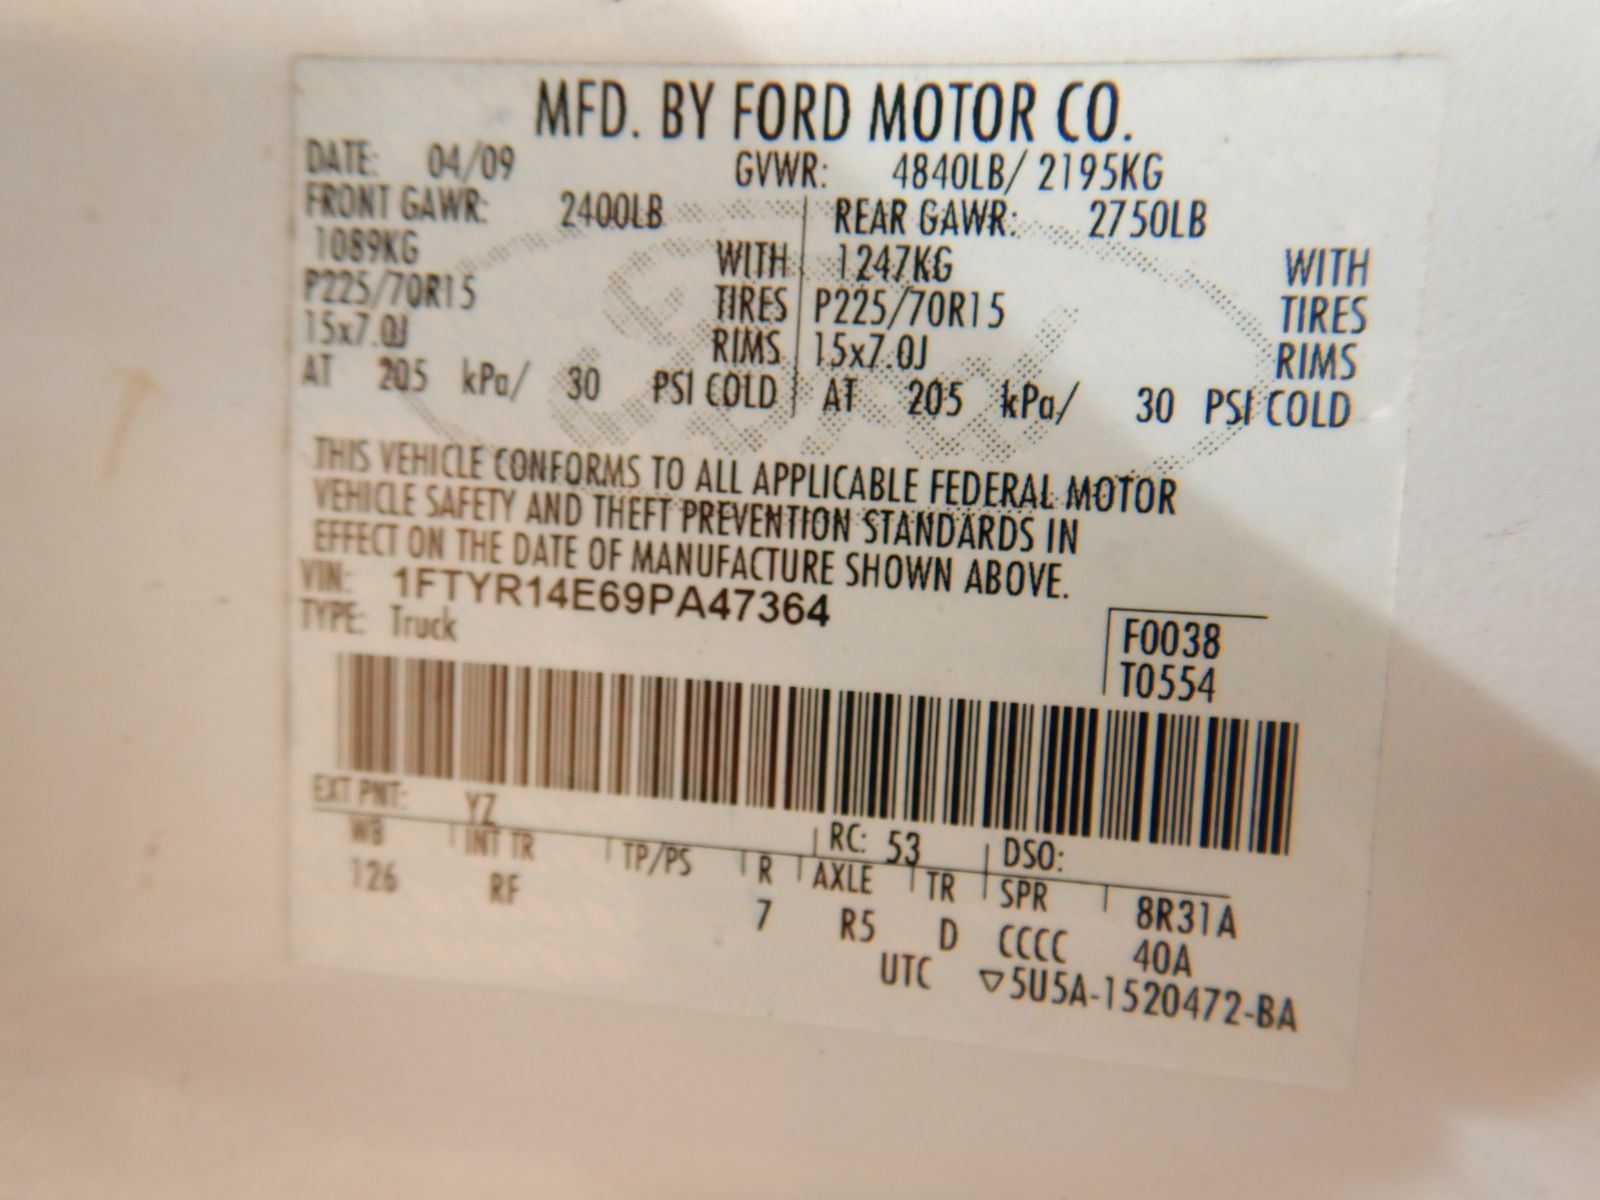 MFD. BY FORD MOTOR CO.
DATE: 04/09 GVWR: 4840LB/ 2195KG
FRONT GAWR: 2400LB REAR GAWR: 2750LB
1089KG WITH 1247KG WITH
P225/70R15 TIRES P225/70R15 TIRES
15x7.0J RIMS 15x7.0J RIMS
AT 205 kPa/ 30 PSI COLD AT 205 kPa/ 30 PSI COLD
THIS VEHICLE CONFORMS TO ALL APPLICABLE FEDERAL MOTOR
VEHICLE SAFETY AND THEFT PREVENTION STANDARDS IN
EFFECT ON THE DATE OF MANUFACTURE SHOWN ABOVE.
VIN: 1FTYR14E69PA47364
TYPE: Truck
F0038
T0554
EXT PNT: YZ RC: 53 DSO:
WB INT TR TP/PS R AXLE TR SPR 8R31A
126 RF 7 R5 D CCCC 40A
UTC ▽5U5A-1520472-BA
Ford